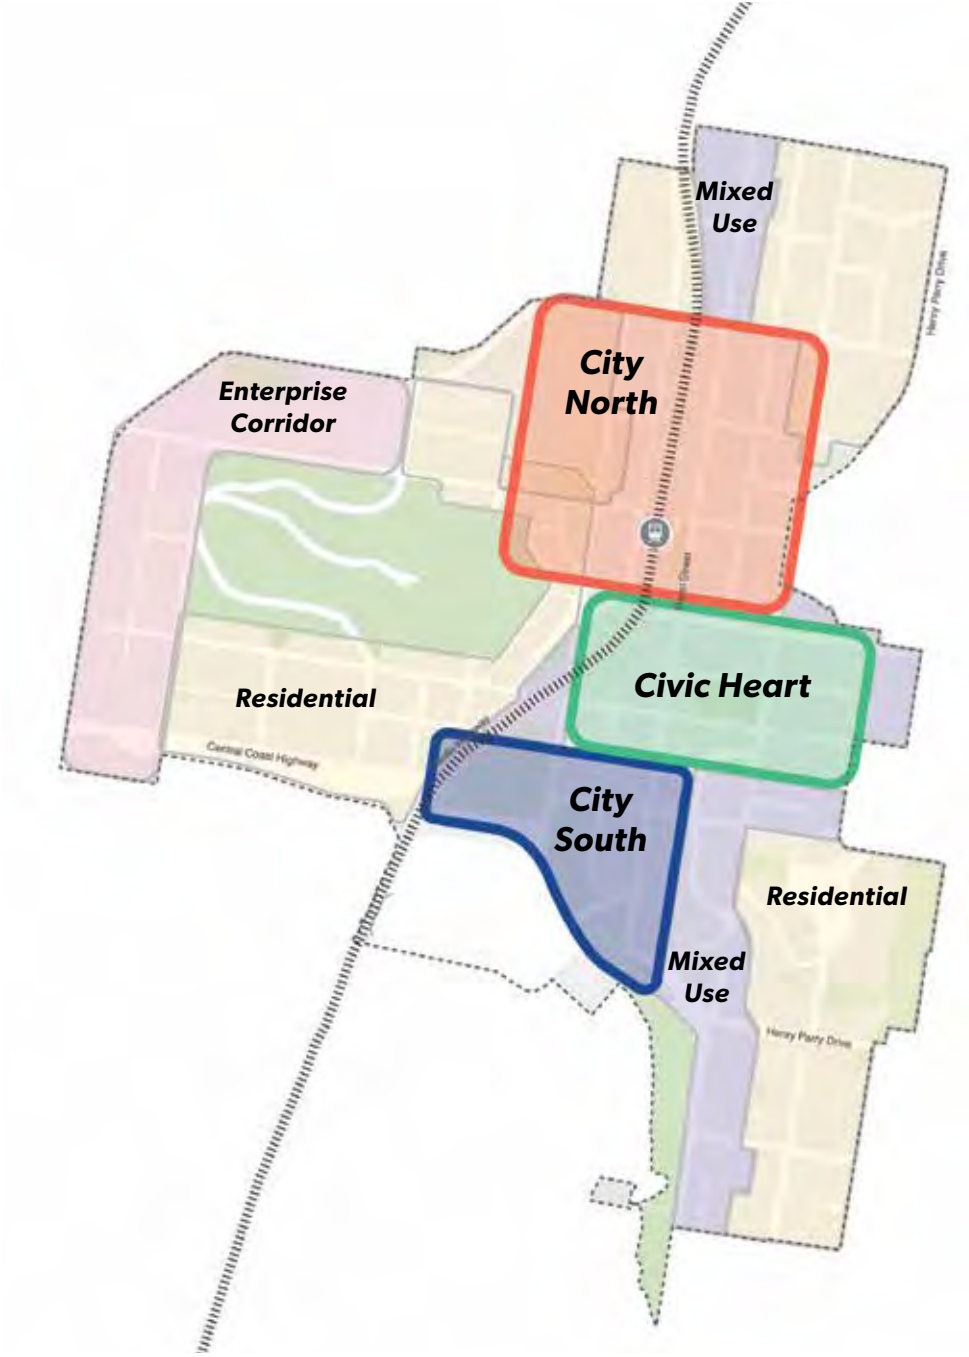 Mixed
Use
Henry Parry Drive
City
North
Enterprise
Corridor
Civic Heart
Residential
Central Coast Highway
City
South
Residential
Mixed
Use
Henry Parry Drive